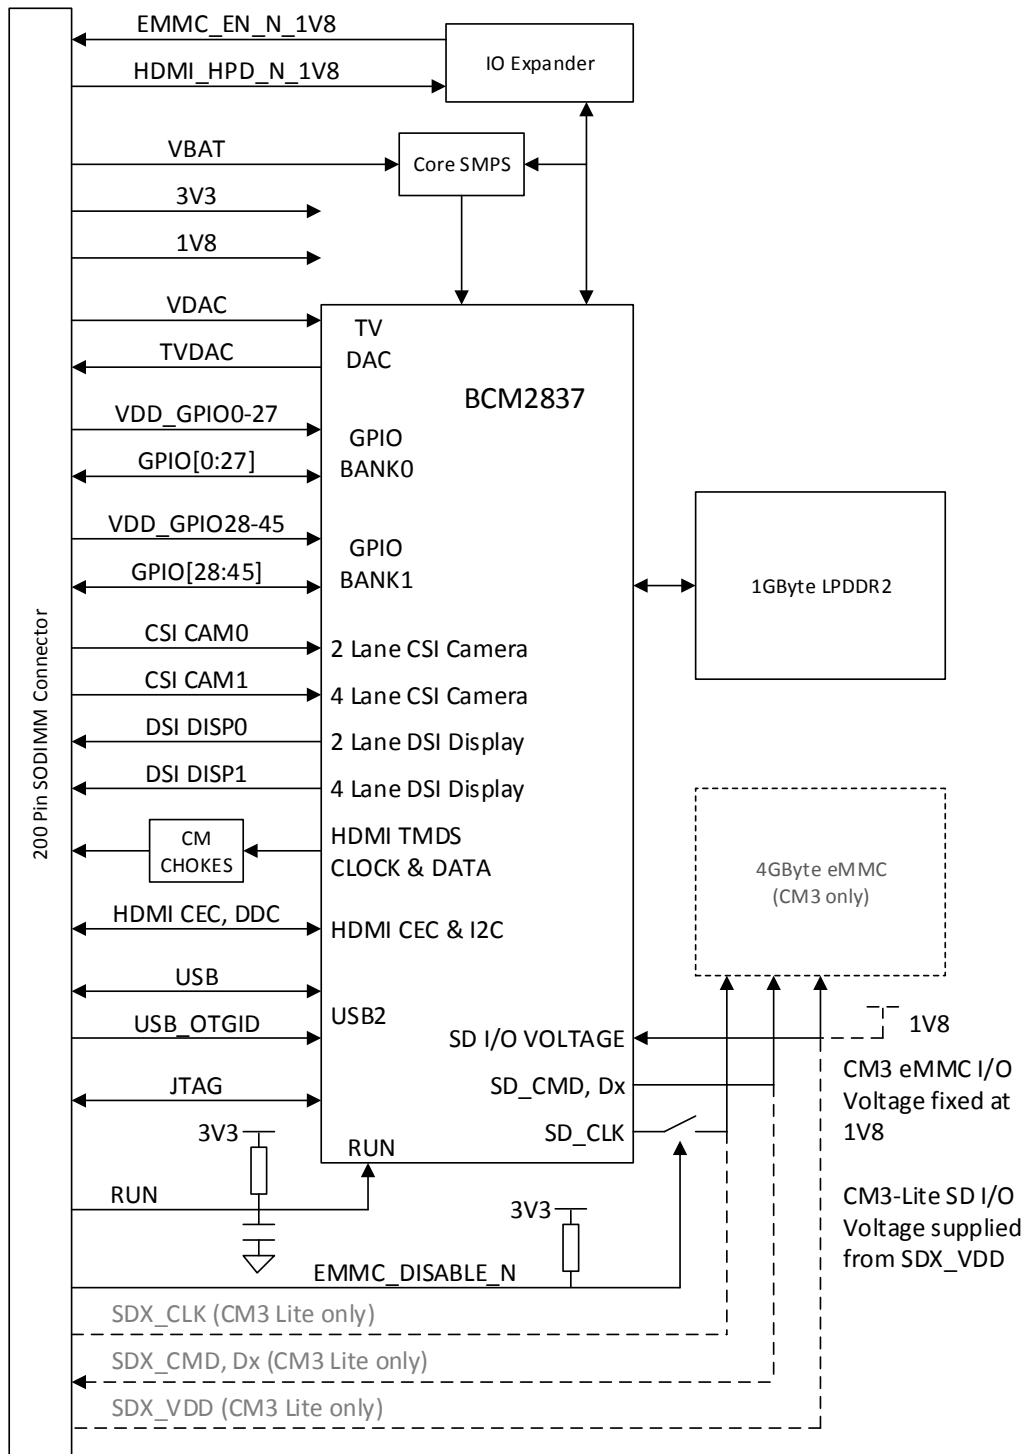 EMMC_EN_N_1V8
HDMI_HPD_N_1V8
IO Expander
VBAT
Core SMPS
3V3
1V8
VDAC
TVDAC
TV
DAC
BCM2837
VDD_GPIO0-27
GPIO[0:27]
GPIO
BANK0
VDD_GPIO28-45
GPIO[28:45]
GPIO
BANK1
1GByte LPDDR2
200 Pin SODIMM Connector
CSI CAM0
2 Lane CSI Camera
CSI CAM1
4 Lane CSI Camera
DSI DISP0
2 Lane DSI Display
DSI DISP1
4 Lane DSI Display
CM
CHOKES
HDMI TMDS
CLOCK & DATA
4GByte eMMC
(CM3 only)
HDMI CEC, DDC
HDMI CEC & I2C
USB
USB_OTGID
USB2
SD I/O VOLTAGE
1V8
SD_CMD, Dx
CM3 eMMC I/O
Voltage fixed at
1V8
JTAG
SD_CLK
3V3
RUN
RUN
3V3
CM3-Lite SD I/O
Voltage supplied
from SDX_VDD
EMMC_DISABLE_N
SDX_CLK (CM3 Lite only)
SDX_CMD, Dx (CM3 Lite only)
SDX_VDD (CM3 Lite only)